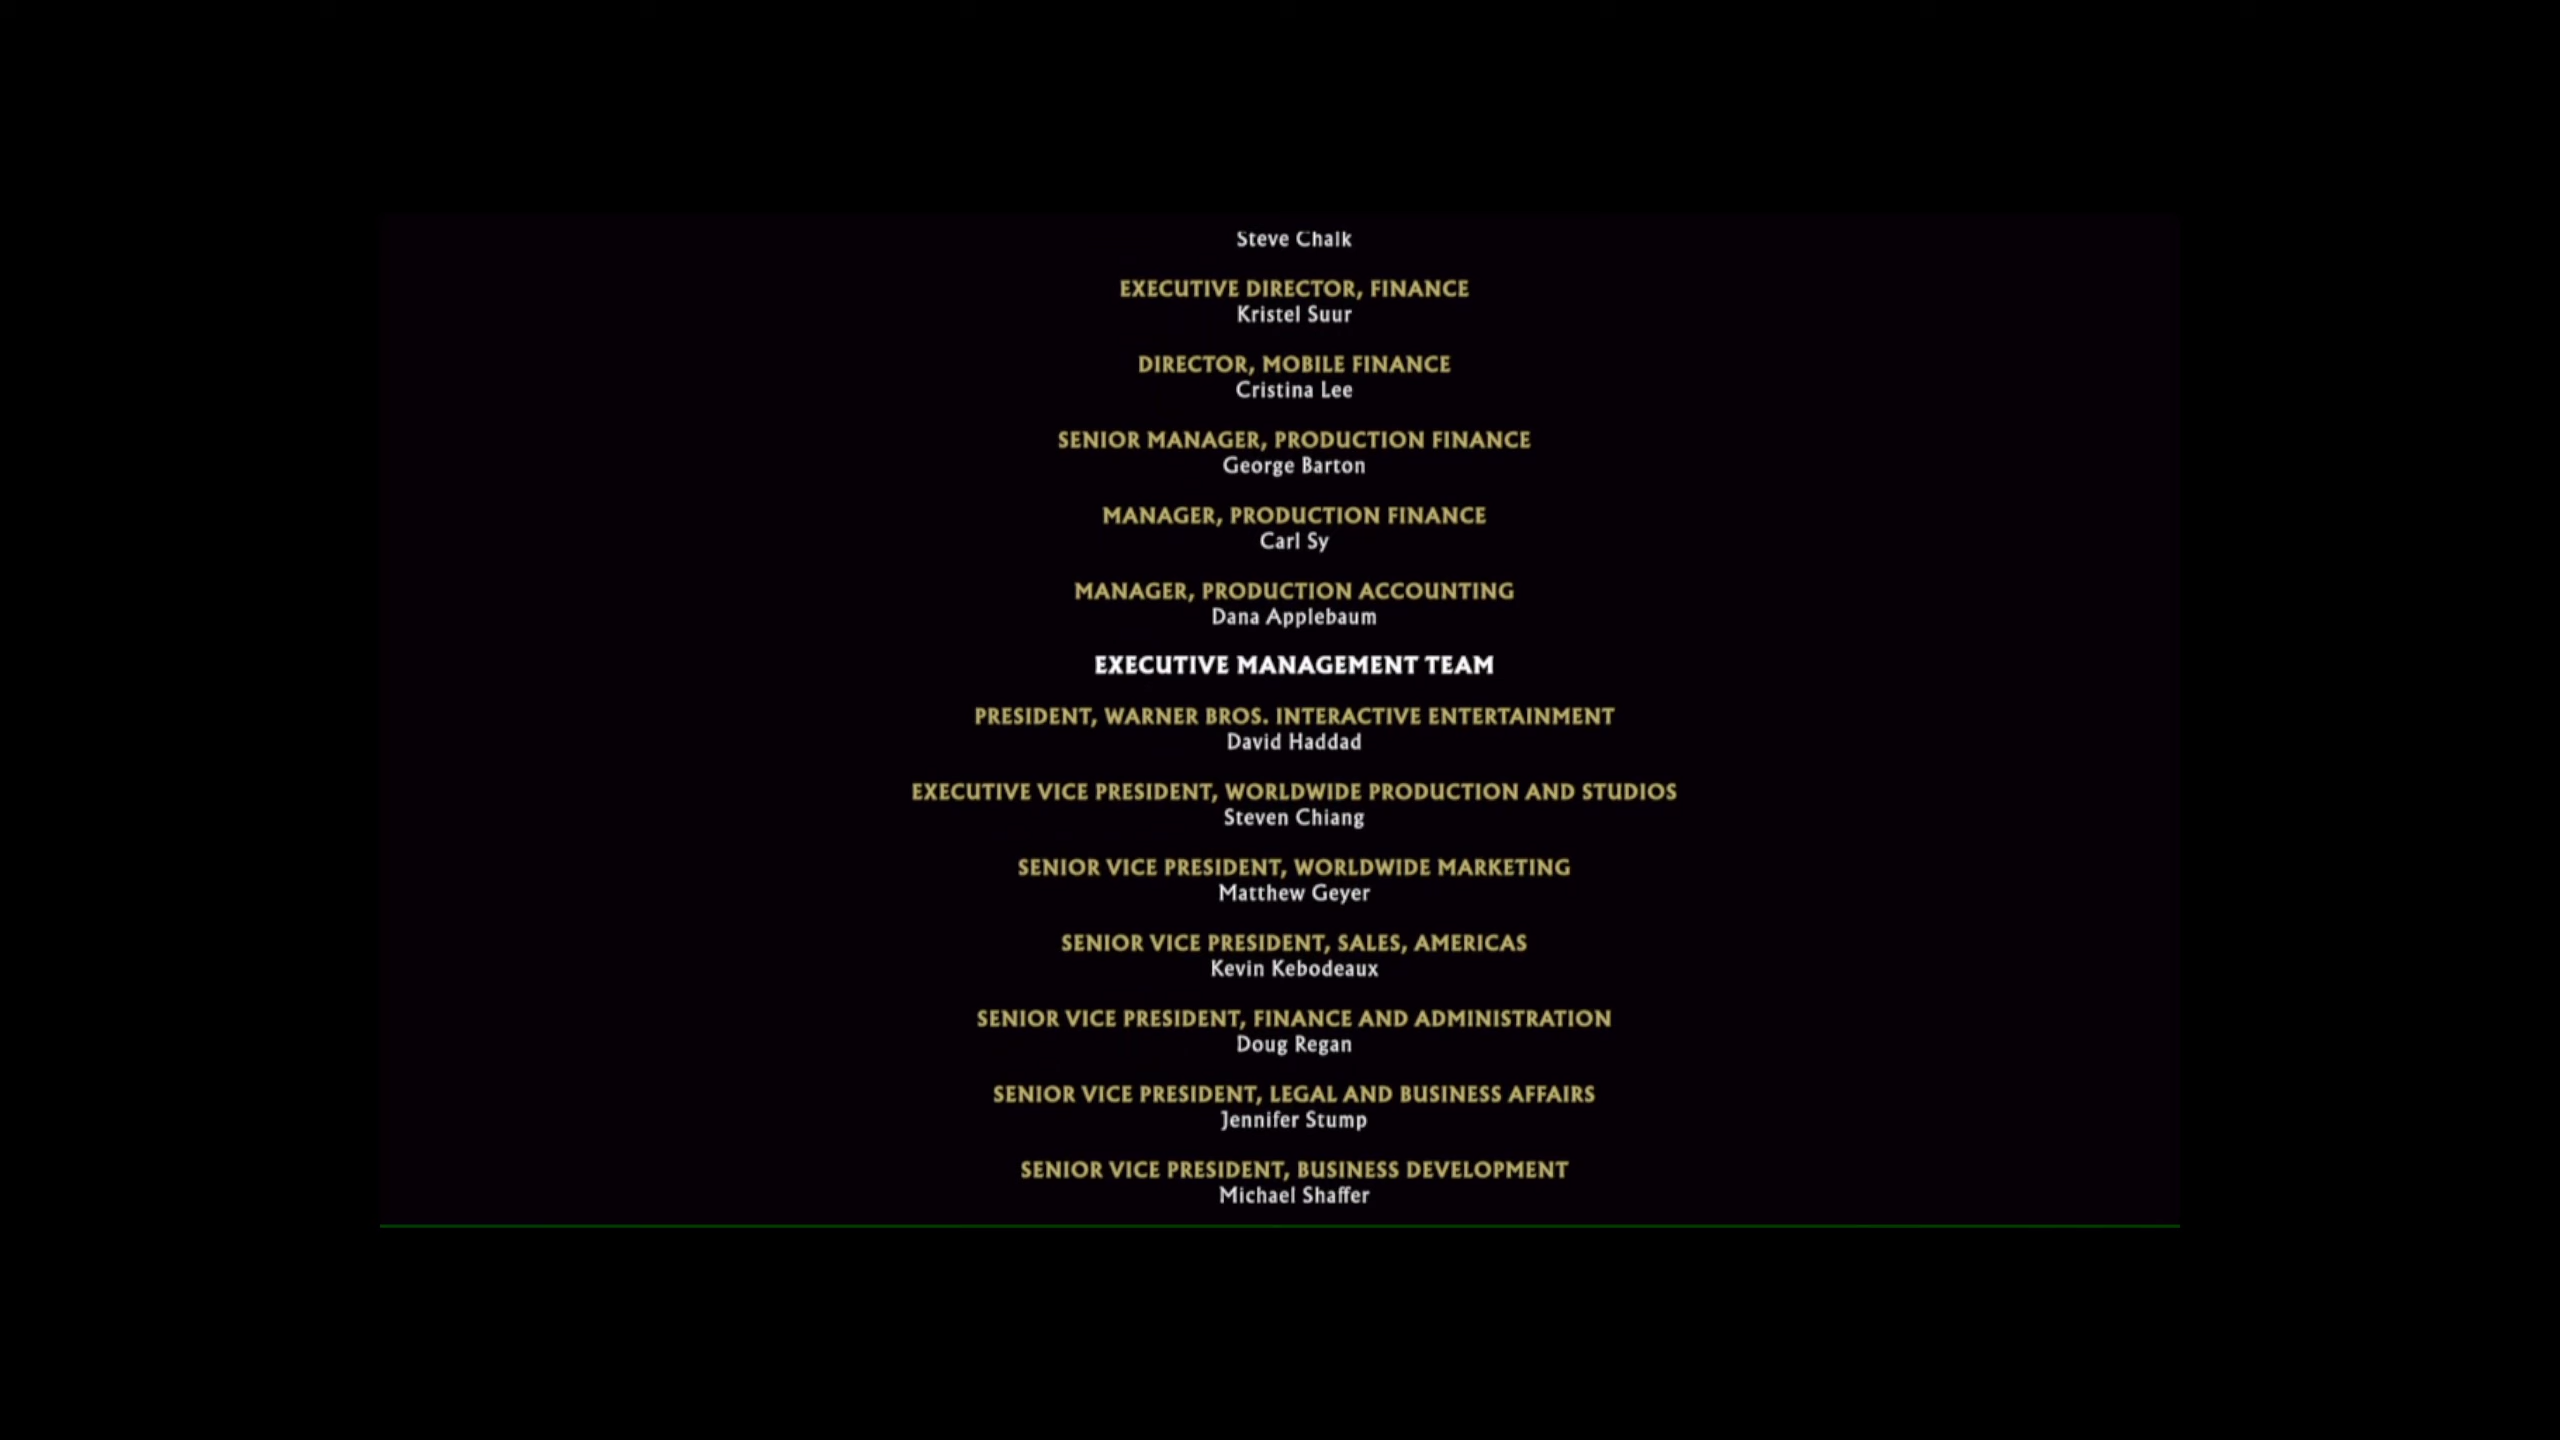 Steve Chalk
EXECUTIVE DIRECTOR, FINANCE
Kristel Suur
DIRECTOR, MOBILE FINANCE
Cristina Lee
SENIOR MANAGER, PRODUCTION FINANCE
George Barton
MANAGER, PRODUCTION FINANCE
Carl Sy
MANAGER, PRODUCTION ACCOUNTING
Dana Applebaum
EXECUTIVE MANAGEMENT TEAM
PRESIDENT, WARNER BROS. INTERACTIVE ENTERTAINMENT
David Haddad
EXECUTIVE VICE PRESIDENT, WORLDWIDE PRODUCTION AND STUDIOS
Steven Chiang
SENIOR VICE PRESIDENT, WORLDWIDE MARKETING
Matthew Geyer
SENIOR VICE PRESIDENT, SALES, AMERICAS
Kevin Kebodeaux
SENIOR VICE PRESIDENT, FINANCE AND ADMINISTRATION
Doug Regan
SENIOR VICE PRESIDENT, LEGAL AND BUSINESS AFFAIRS
Jennifer Stump
SENIOR VICE PRESIDENT, BUSINESS DEVELOPMENT
Michael Shaffer